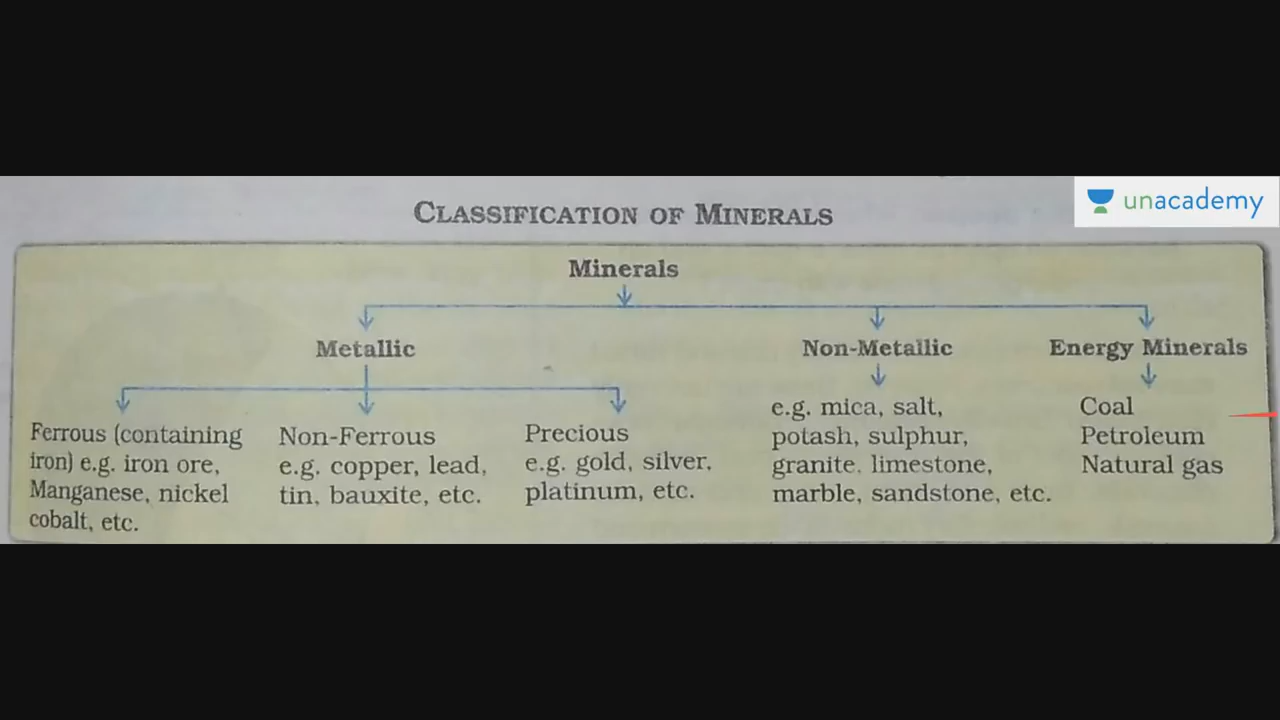 unacademy
CLASSIFICATION OF MINERALS
Minerals
Metallic
Non-Metallic
Energy Minerals
Ferrous (containing
iron) e.g. iron ore,
Manganese, nickel
cobalt, etc.
Non-Ferrous
e.g. copper, lead,
tin, bauxite, etc.
Precious
e.g. gold, silver,
platinum, etc.
e.g. mica, salt,
potash, sulphur,
granite, limestone,
marble, sandstone, etc.
Coal
Petroleum
Natural gas